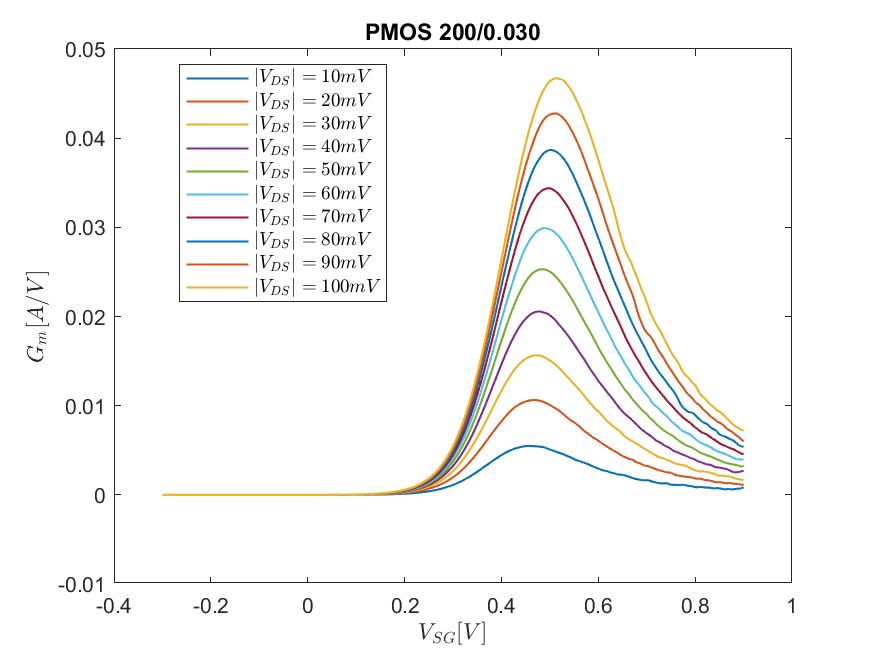 PMOS 200/0.030
0.05
0.04
0.03
0.02
0.01
0
-0.01
G_m[A/V]
|V_DS| = 10mV
|V_DS| = 20mV
|V_DS| = 30mV
|V_DS| = 40mV
|V_DS| = 50mV
|V_DS| = 60mV
|V_DS| = 70mV
|V_DS| = 80mV
|V_DS| = 90mV
|V_DS| = 100mV
-0.4 -0.2 0 0.2 0.4 0.6 0.8 1
V_SG[V]